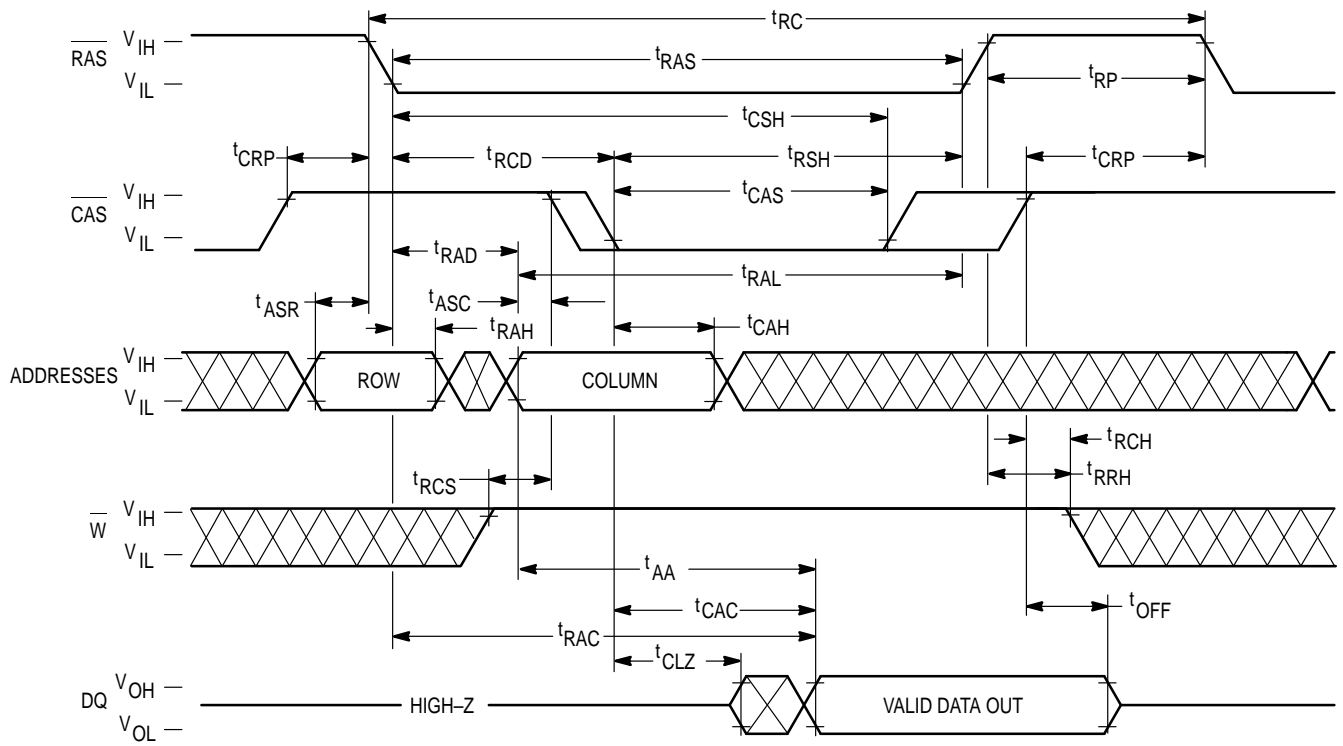 tRC
RAS VIH
VIL
tRAS
tRP
tCSH
tCRP
tRCD
tRSH
tCRP
CAS VIH
VIL
tCAS
tRAD
tRAL
tASR
tASC
tRAH
tCAH
ADDRESSES VIH
VIL
ROW
COLUMN
tRCH
tRCS
tRRH
W VIH
VIL
tAA
tCAC
tOFF
tRAC
tCLZ
DQ VOH
VOL
HIGH–Z
VALID DATA OUT